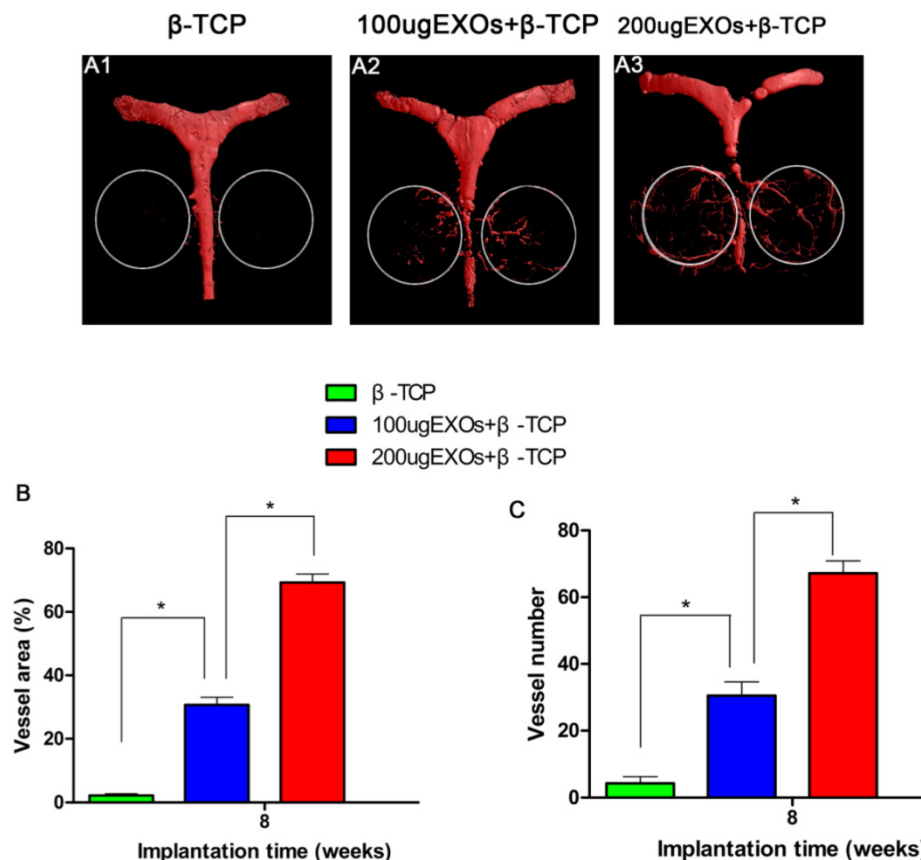 β-TCP 100ugEXOs+β-TCP 200ugEXOs+β-TCP
A1 A2 A3
β -TCP
100ugEXOs+β -TCP
200ugEXOs+β -TCP
B
Vessel area (%)
80
60
40
20
0
*
*
8
Implantation time (weeks)
C
Vessel number
80
60
40
20
0
*
*
8
Implantation time (weeks)